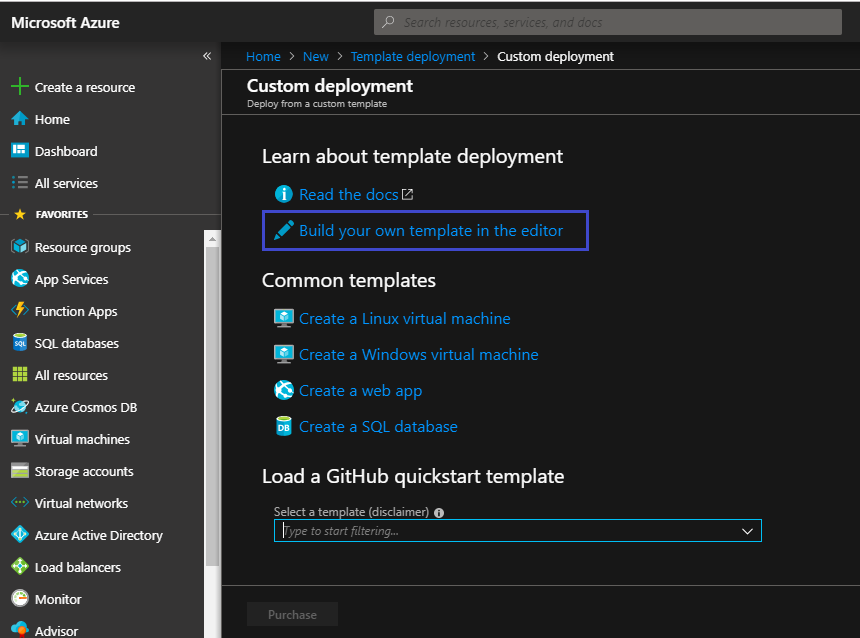 Microsoft Azure
Search resources, services, and docs
«
Create a resource
Home
Dashboard
All services
FAVORITES
Resource groups
App Services
Function Apps
SQL databases
All resources
Azure Cosmos DB
Virtual machines
Storage accounts
Virtual networks
Azure Active Directory
Load balancers
Monitor
Advisor
Home > New > Template deployment > Custom deployment
Custom deployment
Deploy from a custom template
Learn about template deployment
Read the docs
Build your own template in the editor
Common templates
Create a Linux virtual machine
Create a Windows virtual machine
Create a web app
DB Create a SQL database
Load a GitHub quickstart template
Select a template (disclaimer)
Type to start filtering...
Purchase